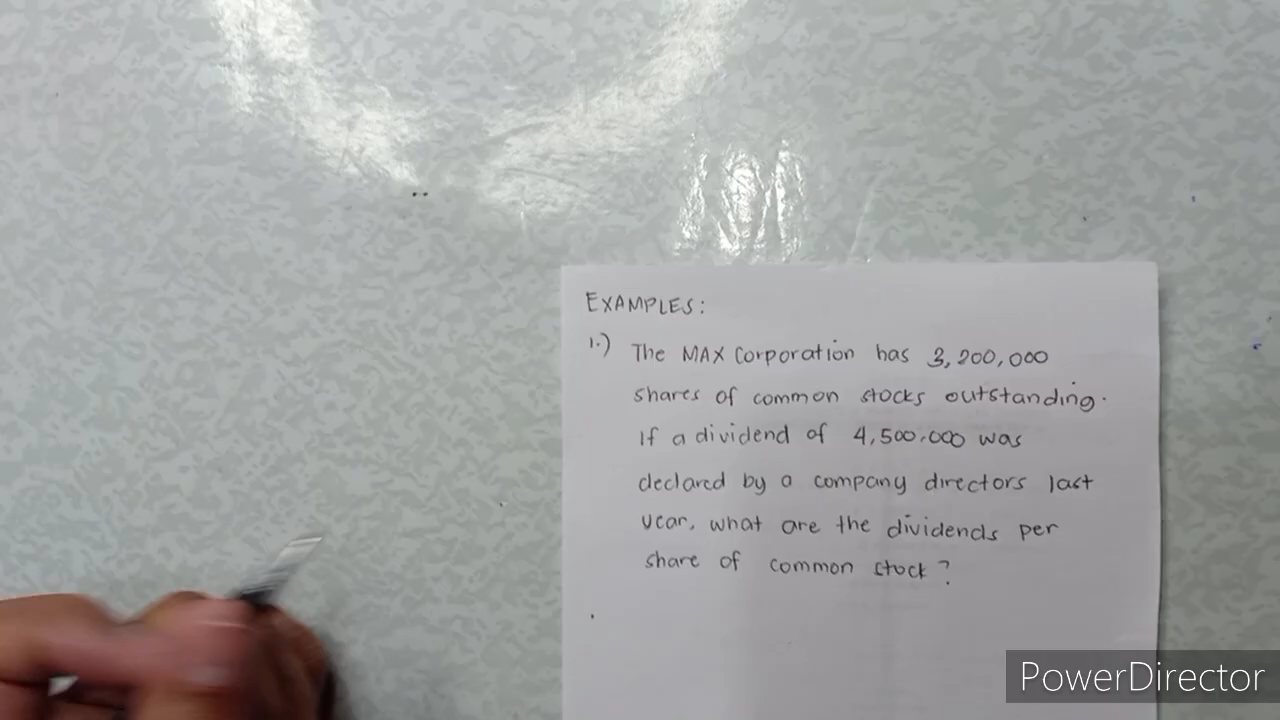 EXAMPLES:
1.) The MAX Corporation has 3,200,000
shares of common stocks outstanding.
If a dividend of 4,500,000 was
declared by a company directors last
year, what are the dividends per
share of common stock?
PowerDirector